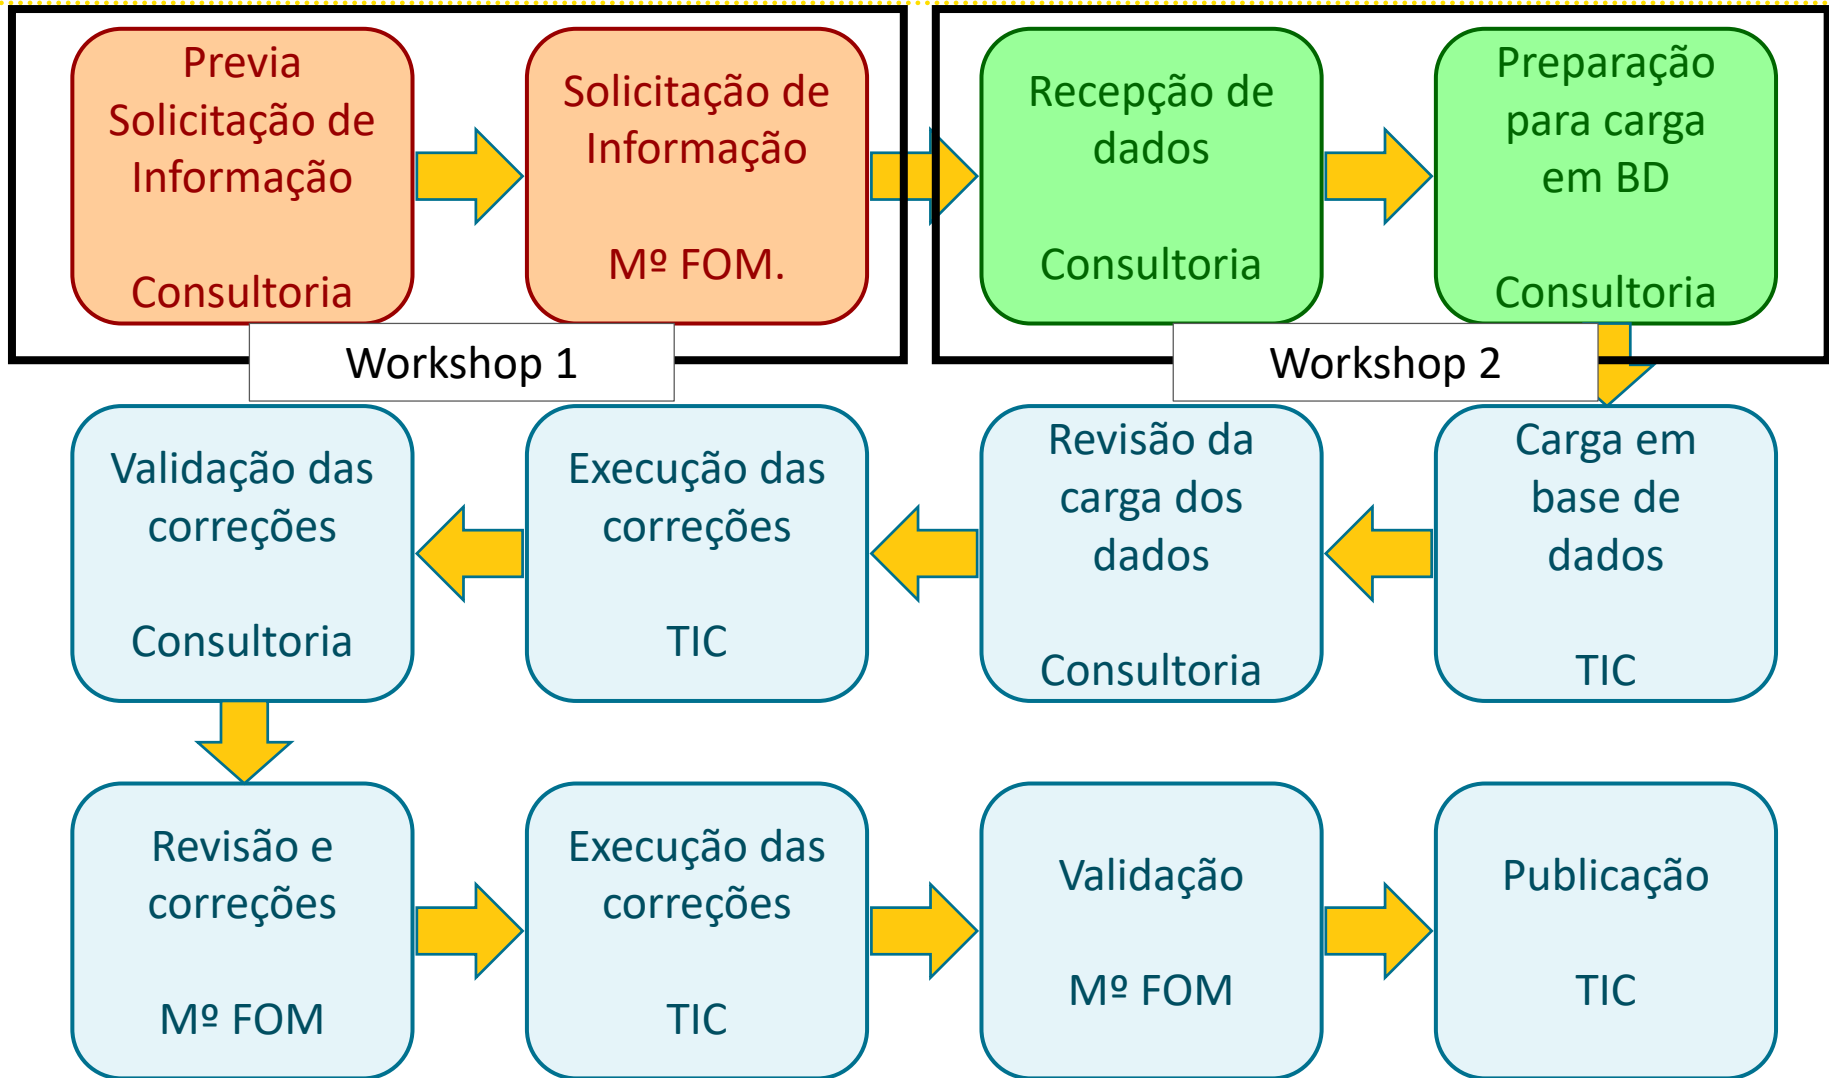 Previa
Solicitação de
Informação
Consultoria
Solicitação de
Informação
Mº FOM.
Workshop 1
Recepção de
dados
Consultoria
Preparação
para carga
em BD
Consultoria
Workshop 2
Carga em
base de
dados
TIC
Revisão da
carga dos
dados
Consultoria
Execução das
correções
TIC
Validação das
correções
Consultoria
Revisão e
correções
Mº FOM
Execução das
correções
TIC
Validação
Mº FOM
Publicação
TIC